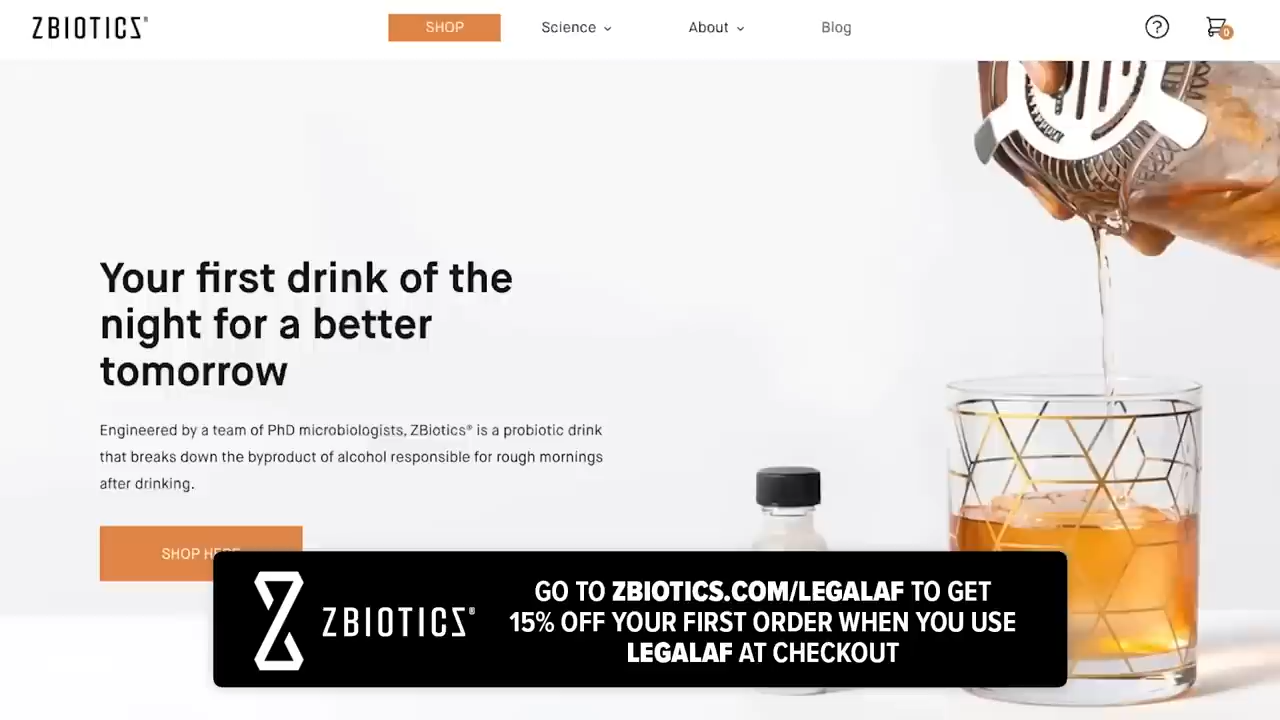 ZBIOTICS®
SHOP
Science
About
Blog
0
Your first drink of the
night for a better
tomorrow
Engineered by a team of PhD microbiologists, ZBiotics® is a probiotic drink
that breaks down the byproduct of alcohol responsible for rough mornings
after drinking.
SHOP HERE
ZBIOTICS®
GO TO ZBIOTICS.COM/LEGALAF TO GET
15% OFF YOUR FIRST ORDER WHEN YOU USE
LEGALAF AT CHECKOUT